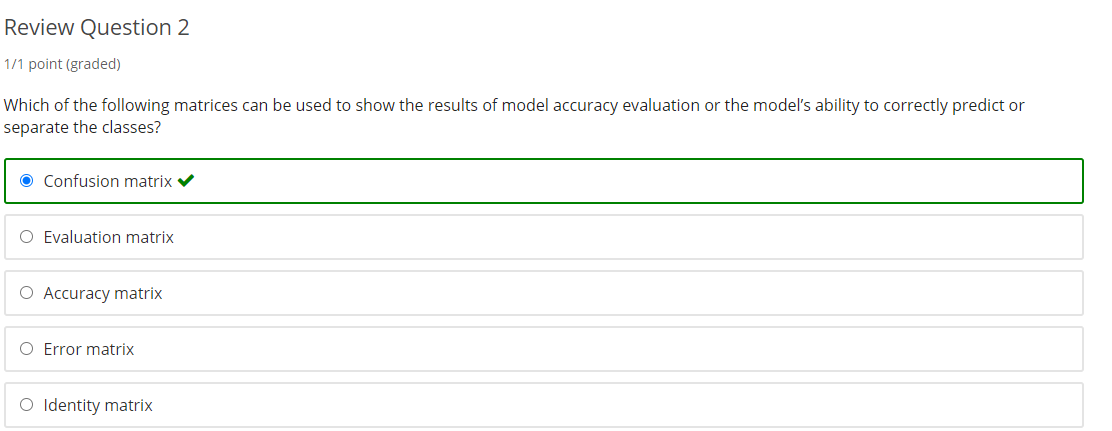 Review Question 2
1/1 point (graded)
Which of the following matrices can be used to show the results of model accuracy evaluation or the model’s ability to correctly predict or
separate the classes?
Confusion matrix
Evaluation matrix
Accuracy matrix
Error matrix
Identity matrix